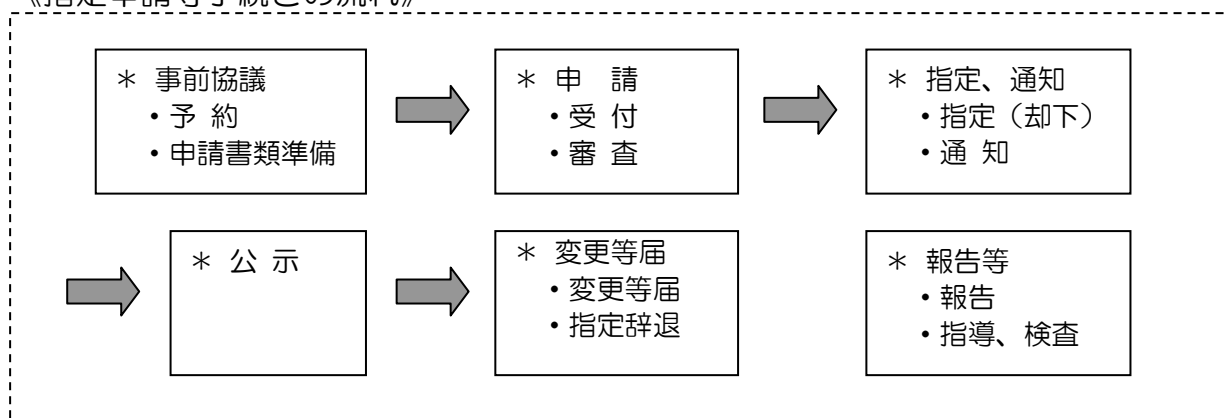 《指定申請等手続きの流れ》
＊ 事前協議
・予 約
・申請書類準備
＊ 申　請
・受 付
・審 査
＊ 指定、通知
・指定（却下）
・通 知
＊ 公 示
＊ 変更等届
・変更等届
・指定辞退
＊ 報告等
・報告
・指導、検査